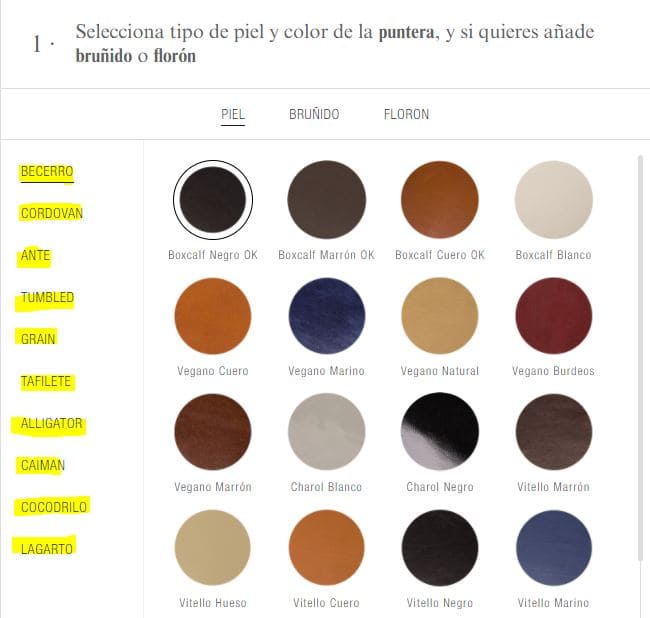 1 ·
Selecciona tipo de piel y color de la puntera, y si quieres añade
bruñido o florón
PIEL BRUÑIDO FLORON
BECERRO
CORDOVAN
ANTE
TUMBLED
GRAIN
TAFILETE
ALLIGATOR
CAIMAN
COCODRILO
LAGARTO
Boxcalf Negro OK Boxcalf Marrón OK Boxcalf Cuero OK Boxcalf Blanco
Vegano Cuero Vegano Marino Vegano Natural Vegano Burdeos
Vegano Marrón Charol Blanco Charol Negro Vitello Marrón
Vitello Hueso Vitello Cuero Vitello Negro Vitello Marino